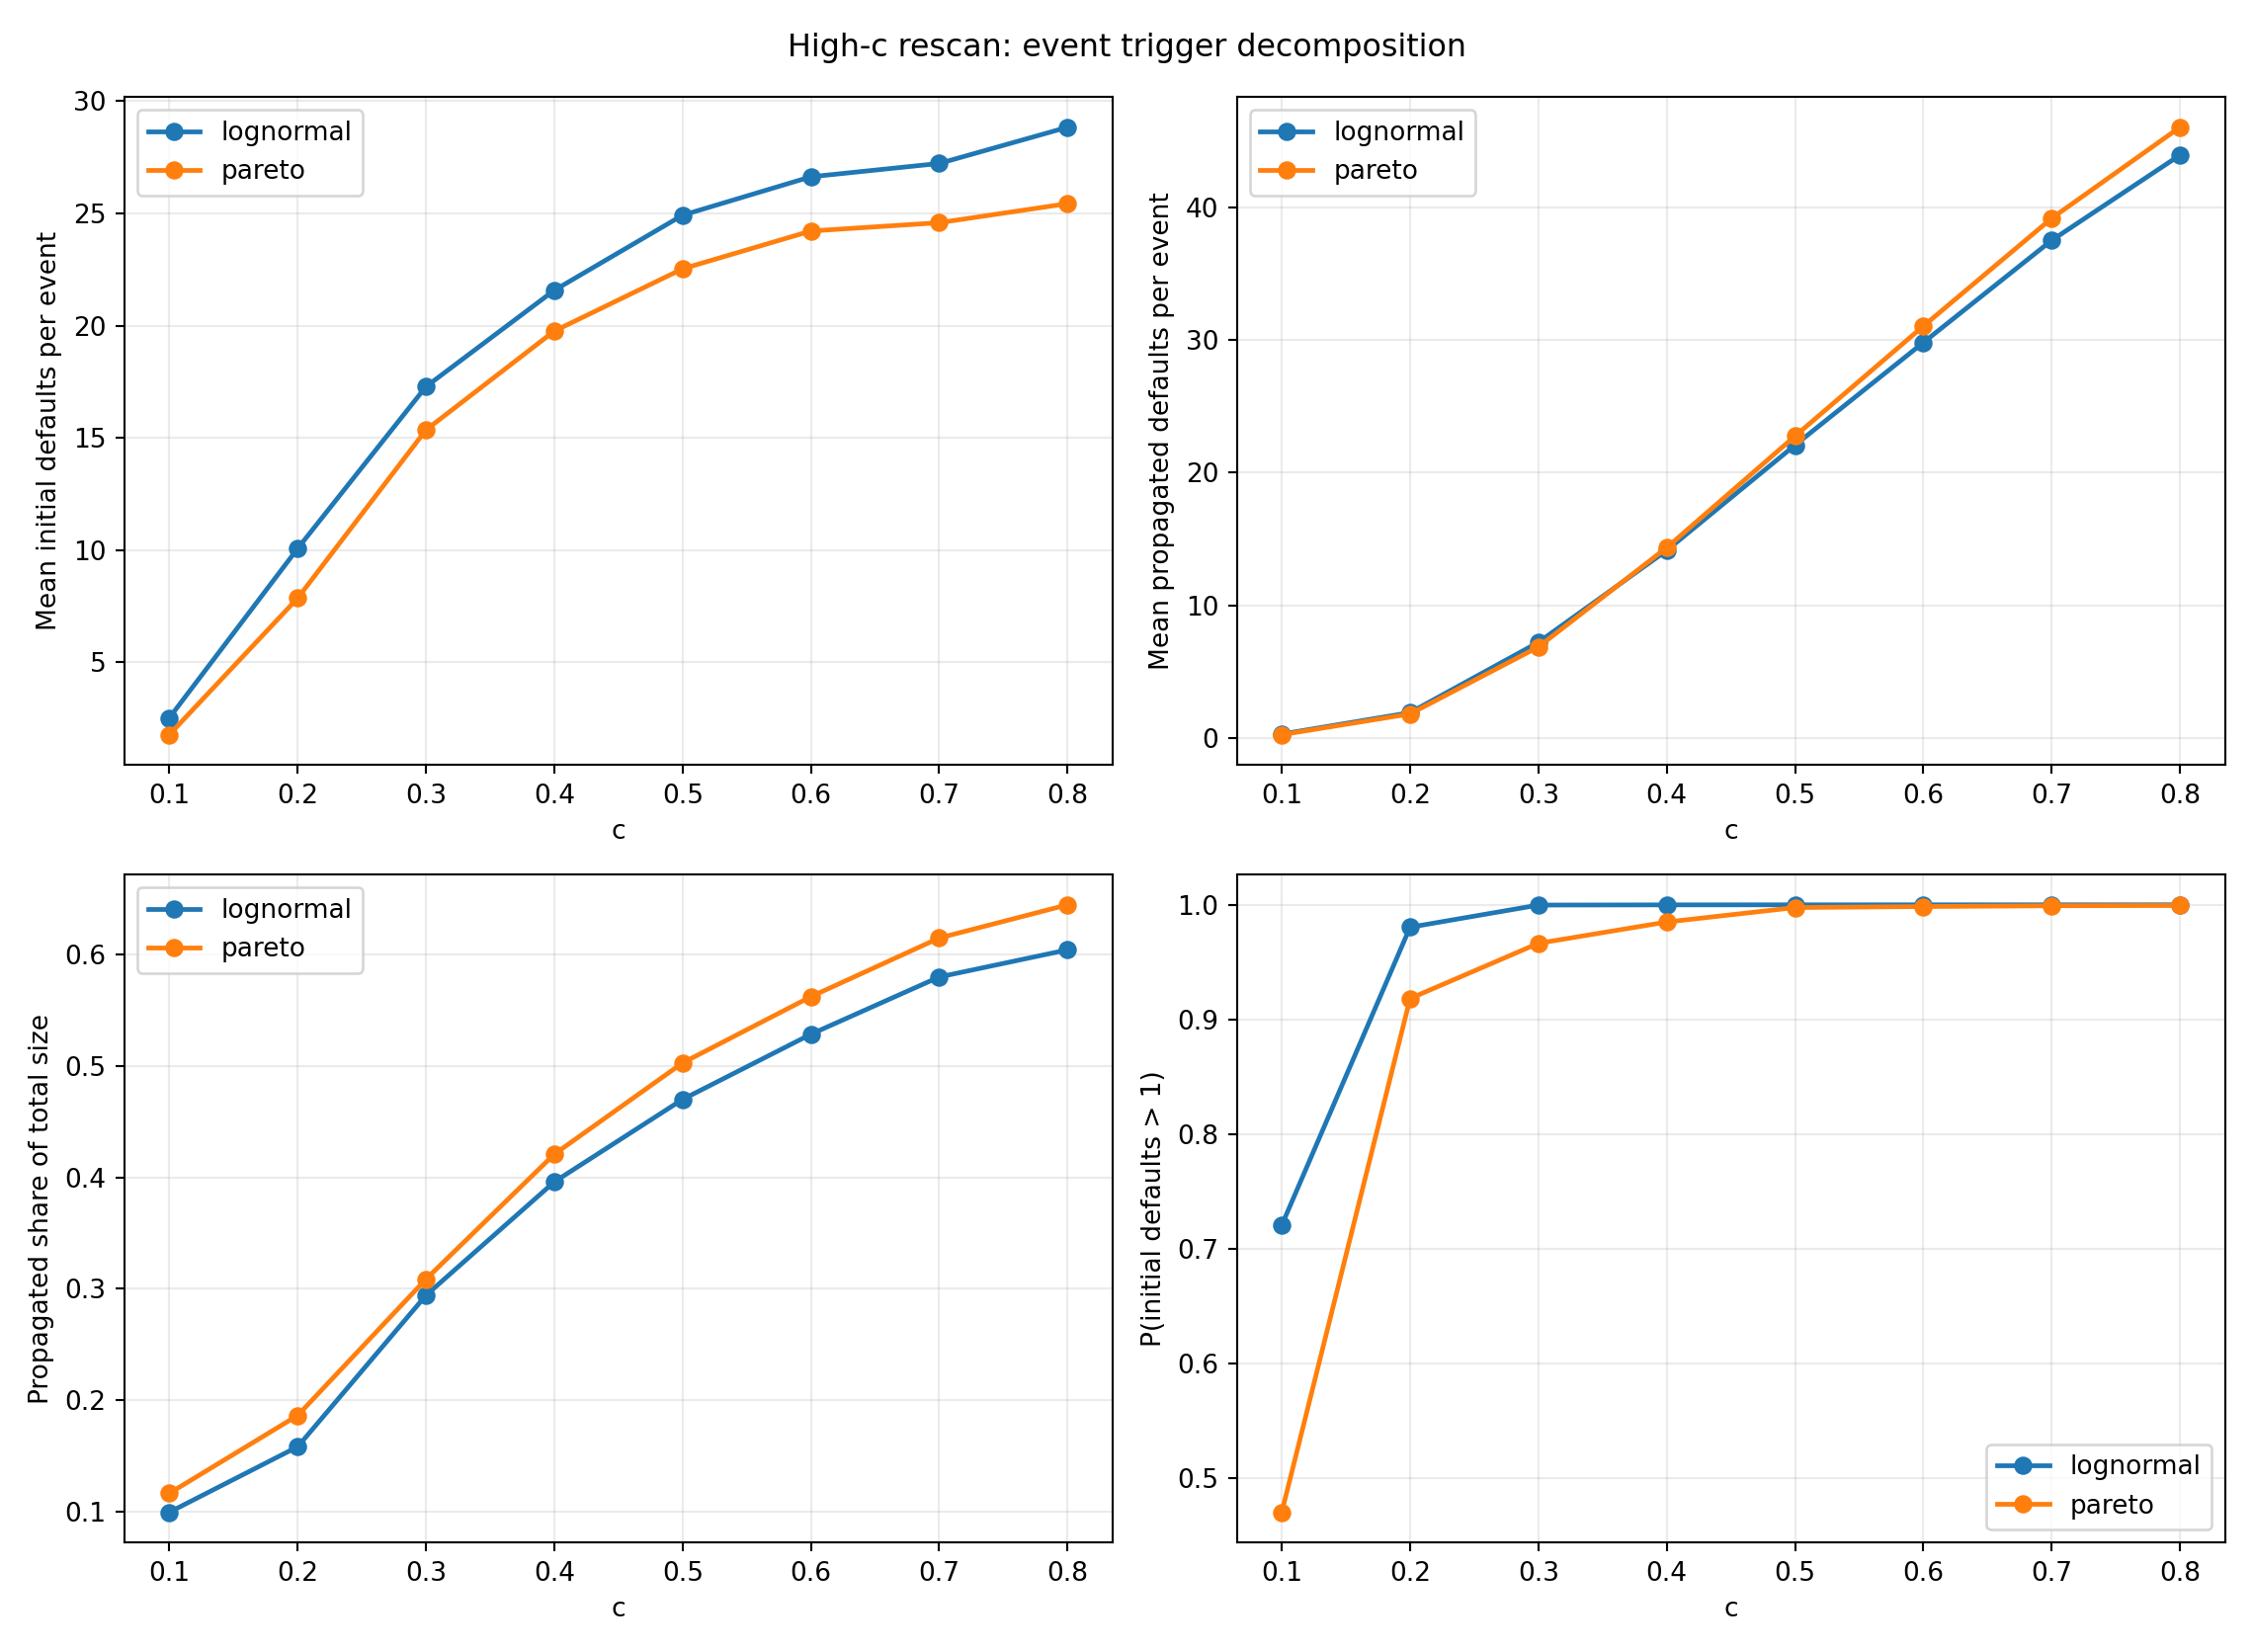 High-c rescan: event trigger decomposition
Mean initial defaults per event
30
25
20
15
10
5
lognormal
pareto
0.1 0.2 0.3 0.4 0.5 0.6 0.7 0.8
c
Mean propagated defaults per event
40
30
20
10
0
lognormal
pareto
0.1 0.2 0.3 0.4 0.5 0.6 0.7 0.8
c
Propagated share of total size
0.6
0.5
0.4
0.3
0.2
0.1
lognormal
pareto
0.1 0.2 0.3 0.4 0.5 0.6 0.7 0.8
c
P(initial defaults > 1)
1.0
0.9
0.8
0.7
0.6
0.5
lognormal
pareto
0.1 0.2 0.3 0.4 0.5 0.6 0.7 0.8
c